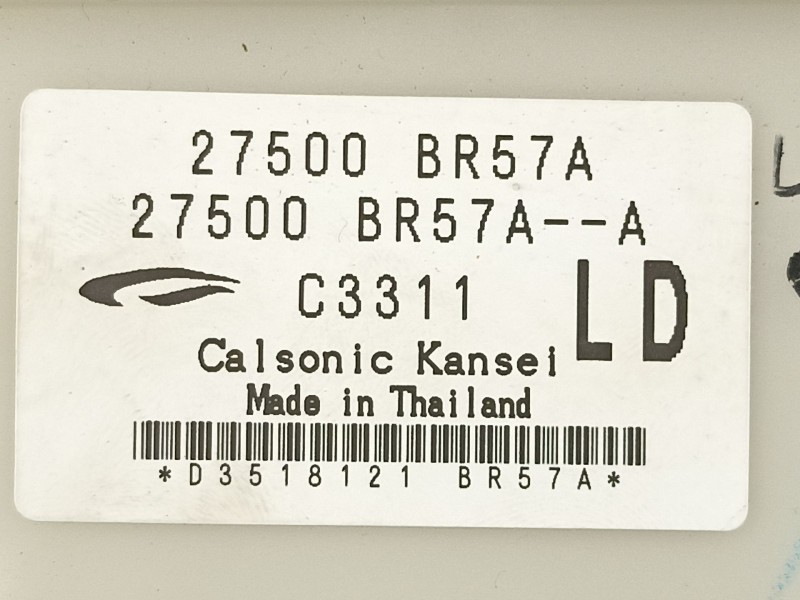 27500 BR57A
27500 BR57A--A
C3311
LD
Calsonic Kansei
Made in Thailand
*D3518121 BR57A*